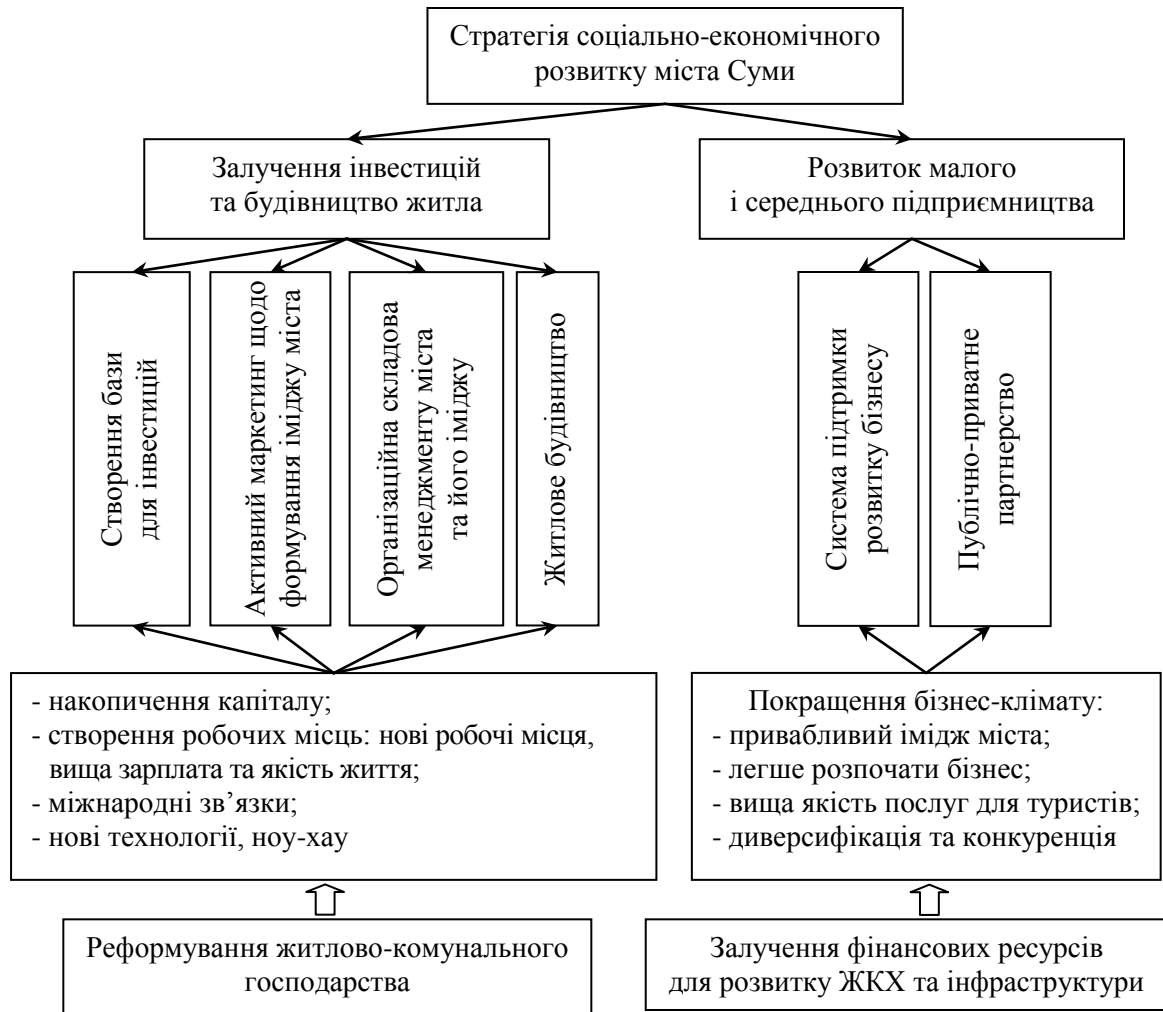 Стратегія соціально-економічного
розвитку міста Суми
Залучення інвестицій
та будівництво житла
Розвиток малого
і середнього підприємництва
Створення бази
для інвестицій
Активний маркетинг щодо
формування іміджу міста
Організаційна складова
менеджменту міста
та його іміджу
Житлове будівництво
Система підтримки
розвитку бізнесу
Публічно-приватне
партнерство
- накопичення капіталу;
- створення робочих місць: нові робочі місця,
вища зарплата та якість життя;
- міжнародні зв’язки;
- нові технології, ноу-хау
Покращення бізнес-клімату:
- привабливий імідж міста;
- легше розпочати бізнес;
- вища якість послуг для туристів;
- диверсифікація та конкуренція
Реформування житлово-комунального
господарства
Залучення фінансових ресурсів
для розвитку ЖКХ та інфраструктури